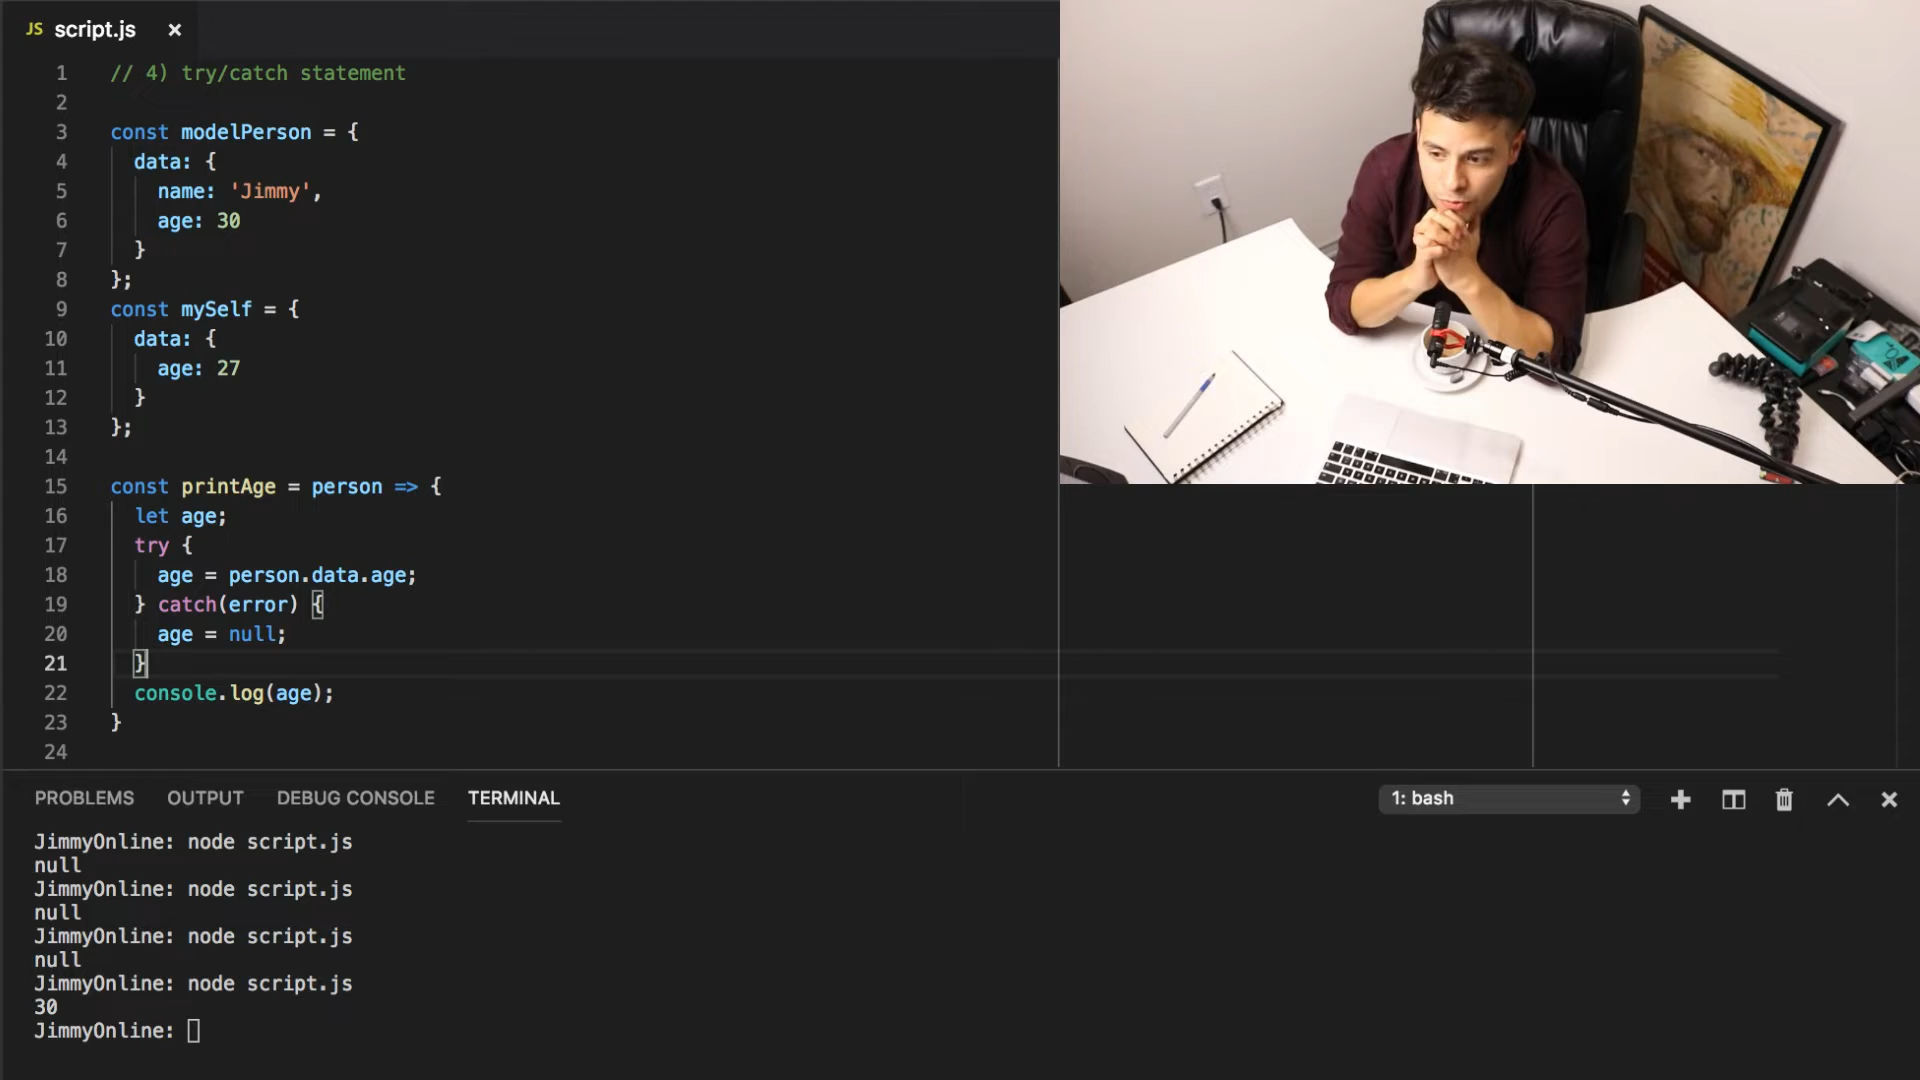 JS script.js ×
1 // 4) try/catch statement
2
3 const modelPerson = {
4 data: {
5 name: 'Jimmy',
6 age: 30
7 }
8 };
9 const mySelf = {
10 data: {
11 age: 27
12 }
13 };
14
15 const printAge = person => {
16 let age;
17 try {
18 age = person.data.age;
19 } catch(error) {
20 age = null;
21 }
22 console.log(age);
23 }
24
PROBLEMS OUTPUT DEBUG CONSOLE TERMINAL 1: bash
JimmyOnline: node script.js
null
JimmyOnline: node script.js
null
JimmyOnline: node script.js
null
JimmyOnline: node script.js
30
JimmyOnline: